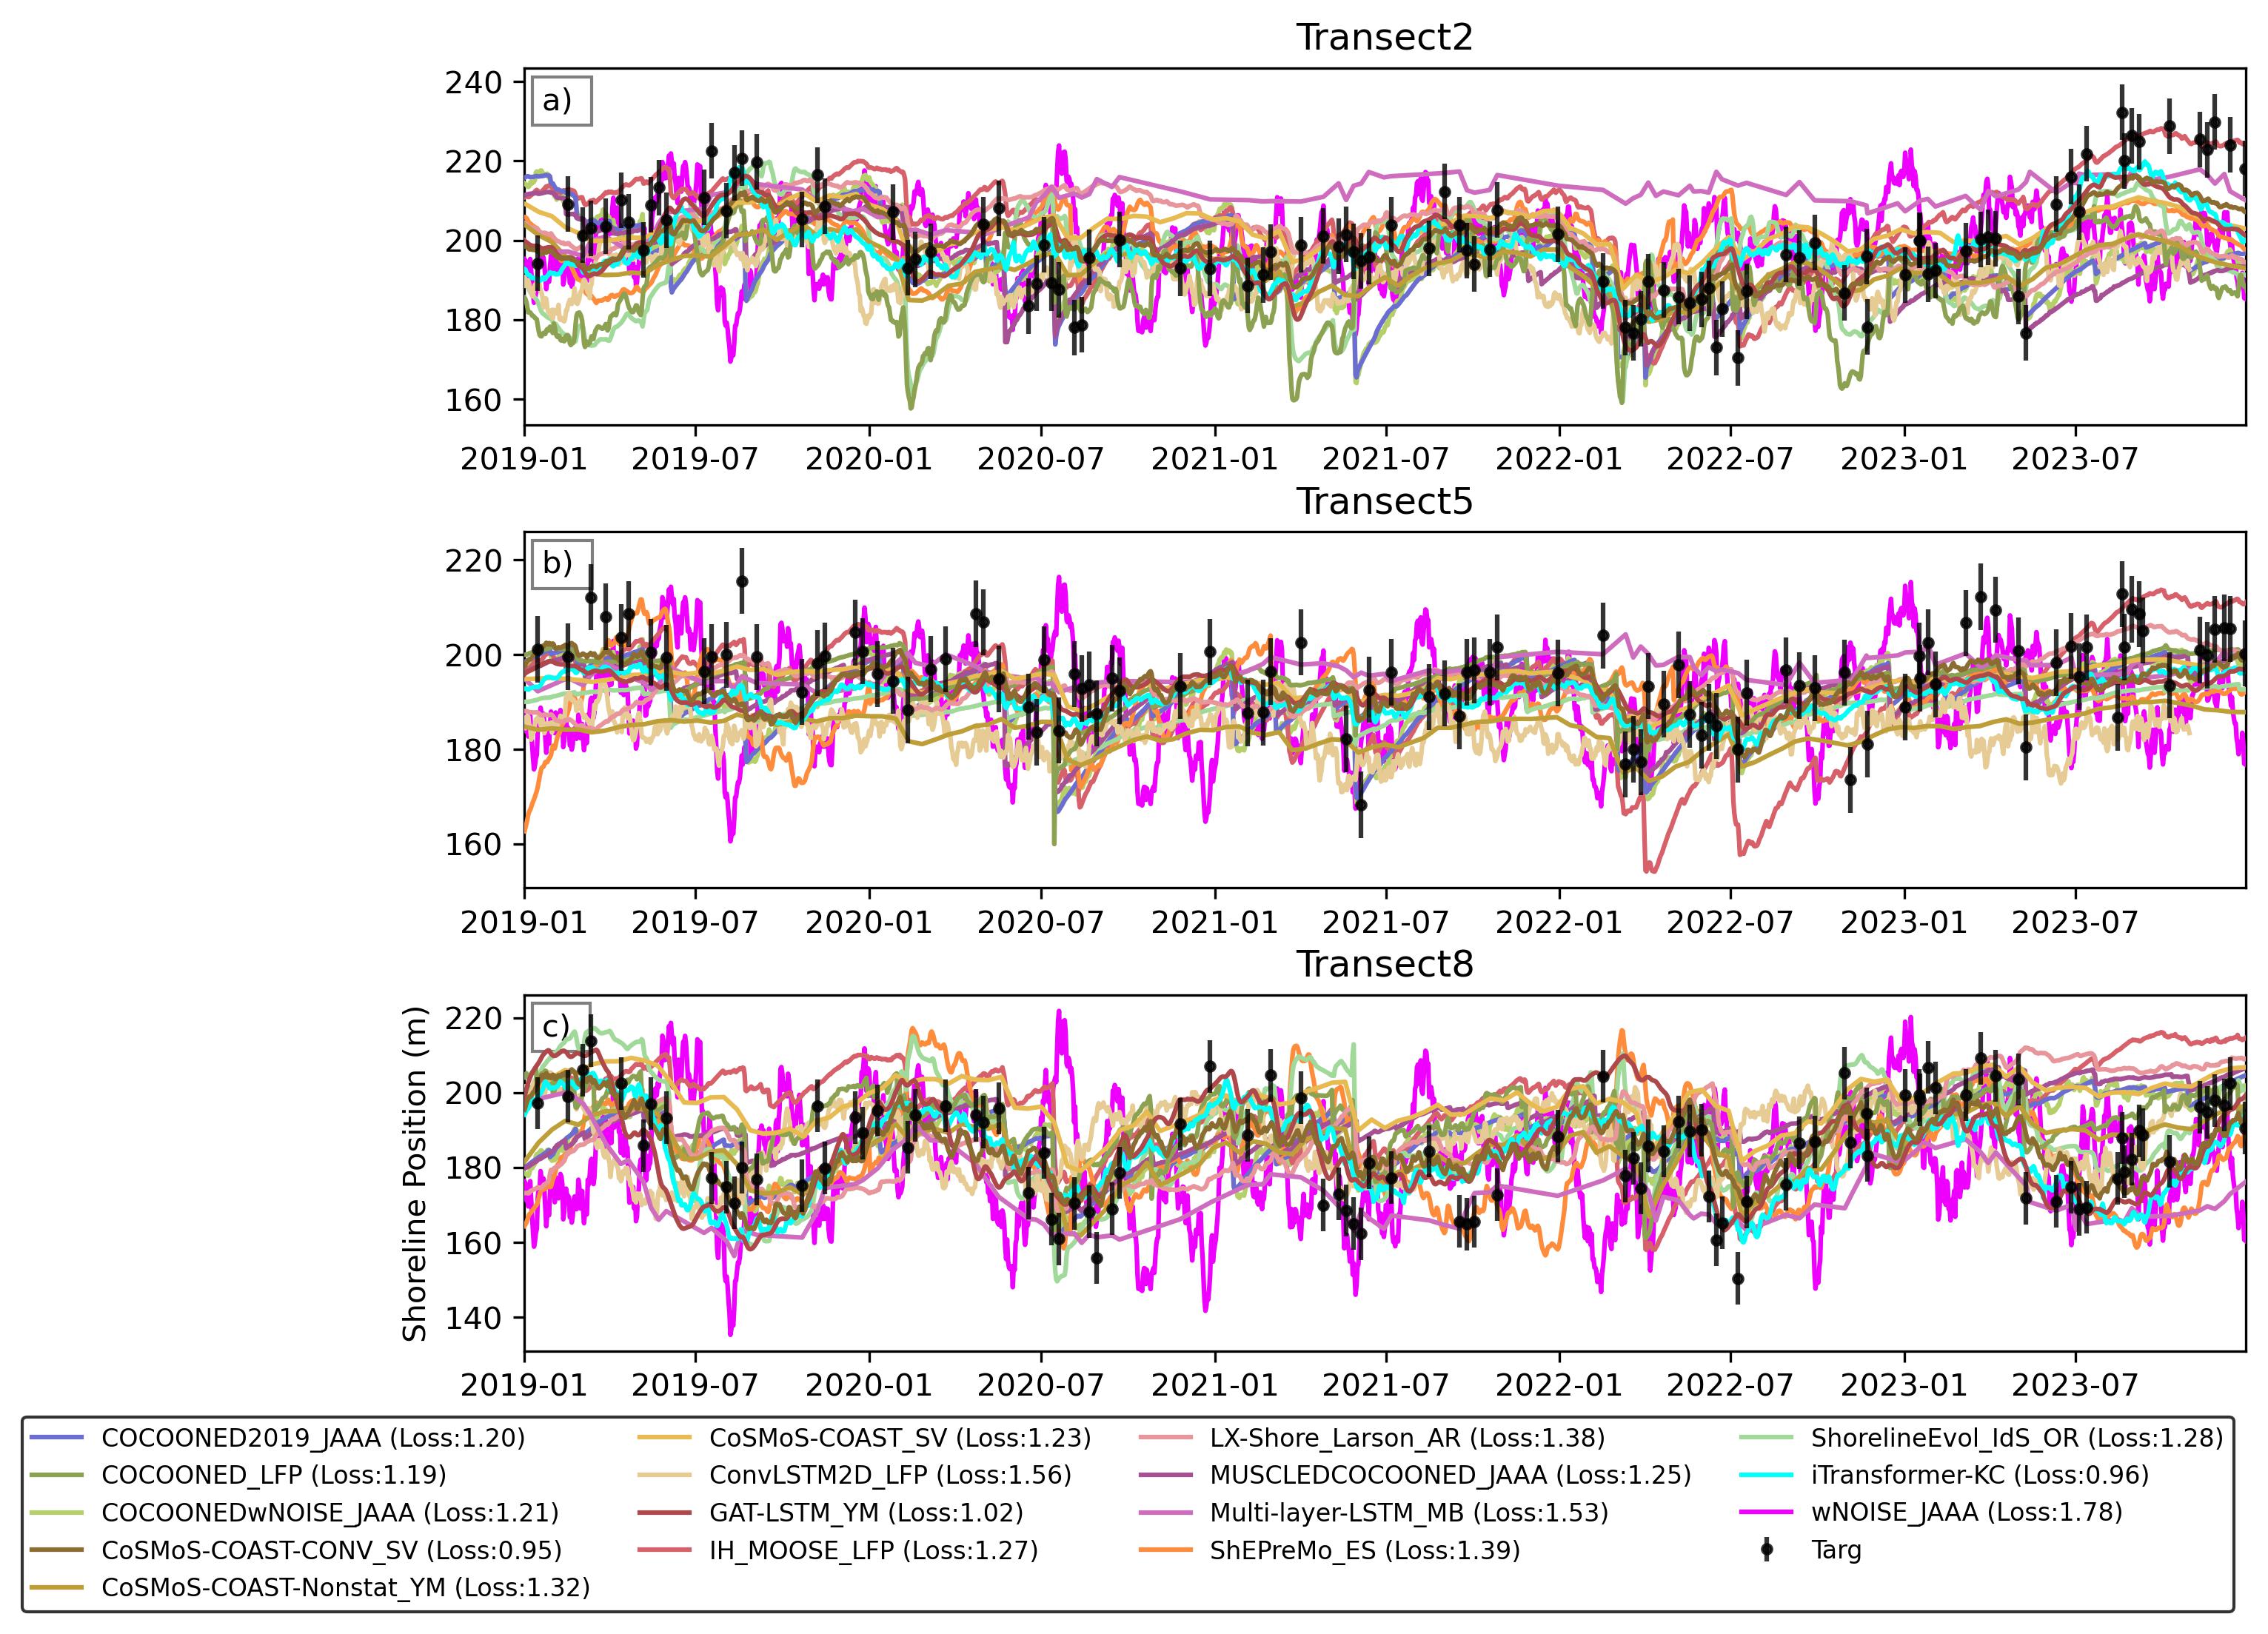 Transect2
a)
240
220
200
180
160
2019-01 2019-07 2020-01 2020-07 2021-01 2021-07 2022-01 2022-07 2023-01 2023-07
Transect5
b)
220
200
180
160
2019-01 2019-07 2020-01 2020-07 2021-01 2021-07 2022-01 2022-07 2023-01 2023-07
Transect8
c)
Shoreline Position (m)
220
200
180
160
140
2019-01 2019-07 2020-01 2020-07 2021-01 2021-07 2022-01 2022-07 2023-01 2023-07
COCOONED2019_JAAA (Loss:1.20)
COCOONED_LFP (Loss:1.19)
COCOONEDwNOISE_JAAA (Loss:1.21)
CoSMoS-COAST-CONV_SV (Loss:0.95)
CoSMoS-COAST-Nonstat_YM (Loss:1.32)
CoSMoS-COAST_SV (Loss:1.23)
ConvLSTM2D_LFP (Loss:1.56)
GAT-LSTM_YM (Loss:1.02)
IH_MOOSE_LFP (Loss:1.27)
LX-Shore_Larson_AR (Loss:1.38)
MUSCLEDCOCOONED_JAAA (Loss:1.25)
Multi-layer-LSTM_MB (Loss:1.53)
ShEPreMo_ES (Loss:1.39)
ShorelineEvol_IdS_OR (Loss:1.28)
iTransformer-KC (Loss:0.96)
wNOISE_JAAA (Loss:1.78)
Targ